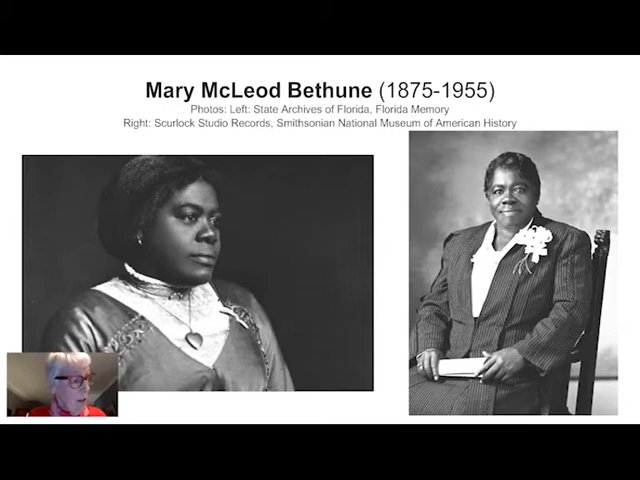 Mary McLeod Bethune (1875-1955)
Photos: Left: State Archives of Florida, Florida Memory
Right: Scurlock Studio Records, Smithsonian National Museum of American History